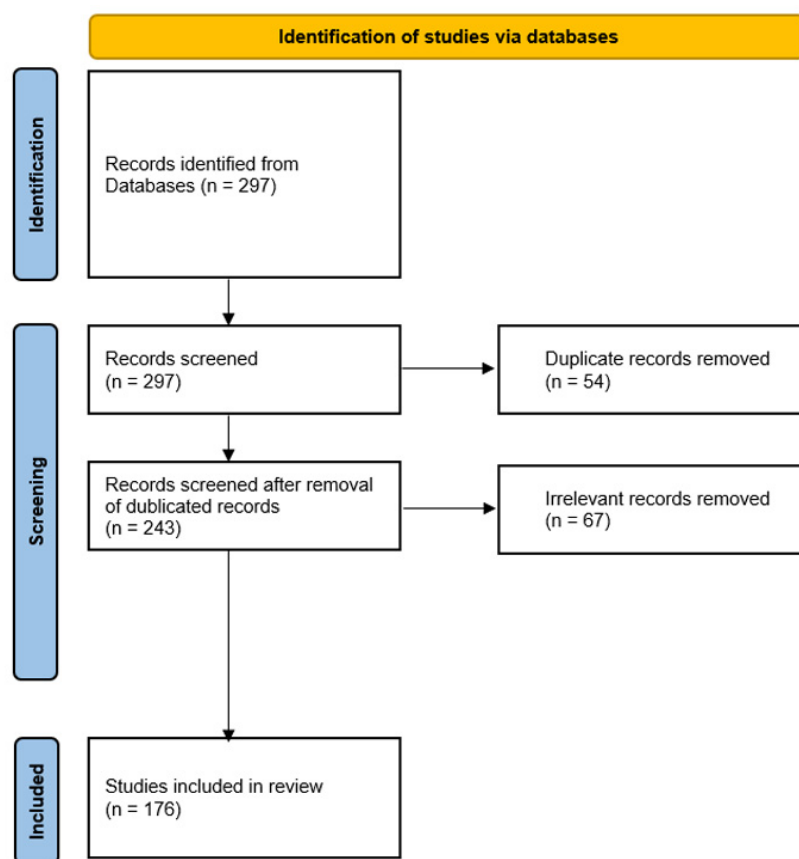 Identification of studies via databases
Identification
Records identified from
Databases (n = 297)
Screening
Records screened
(n = 297)
Duplicate records removed
(n = 54)
Records screened after removal
of dublicated records
(n = 243)
Irrelevant records removed
(n = 67)
Included
Studies included in review
(n = 176)